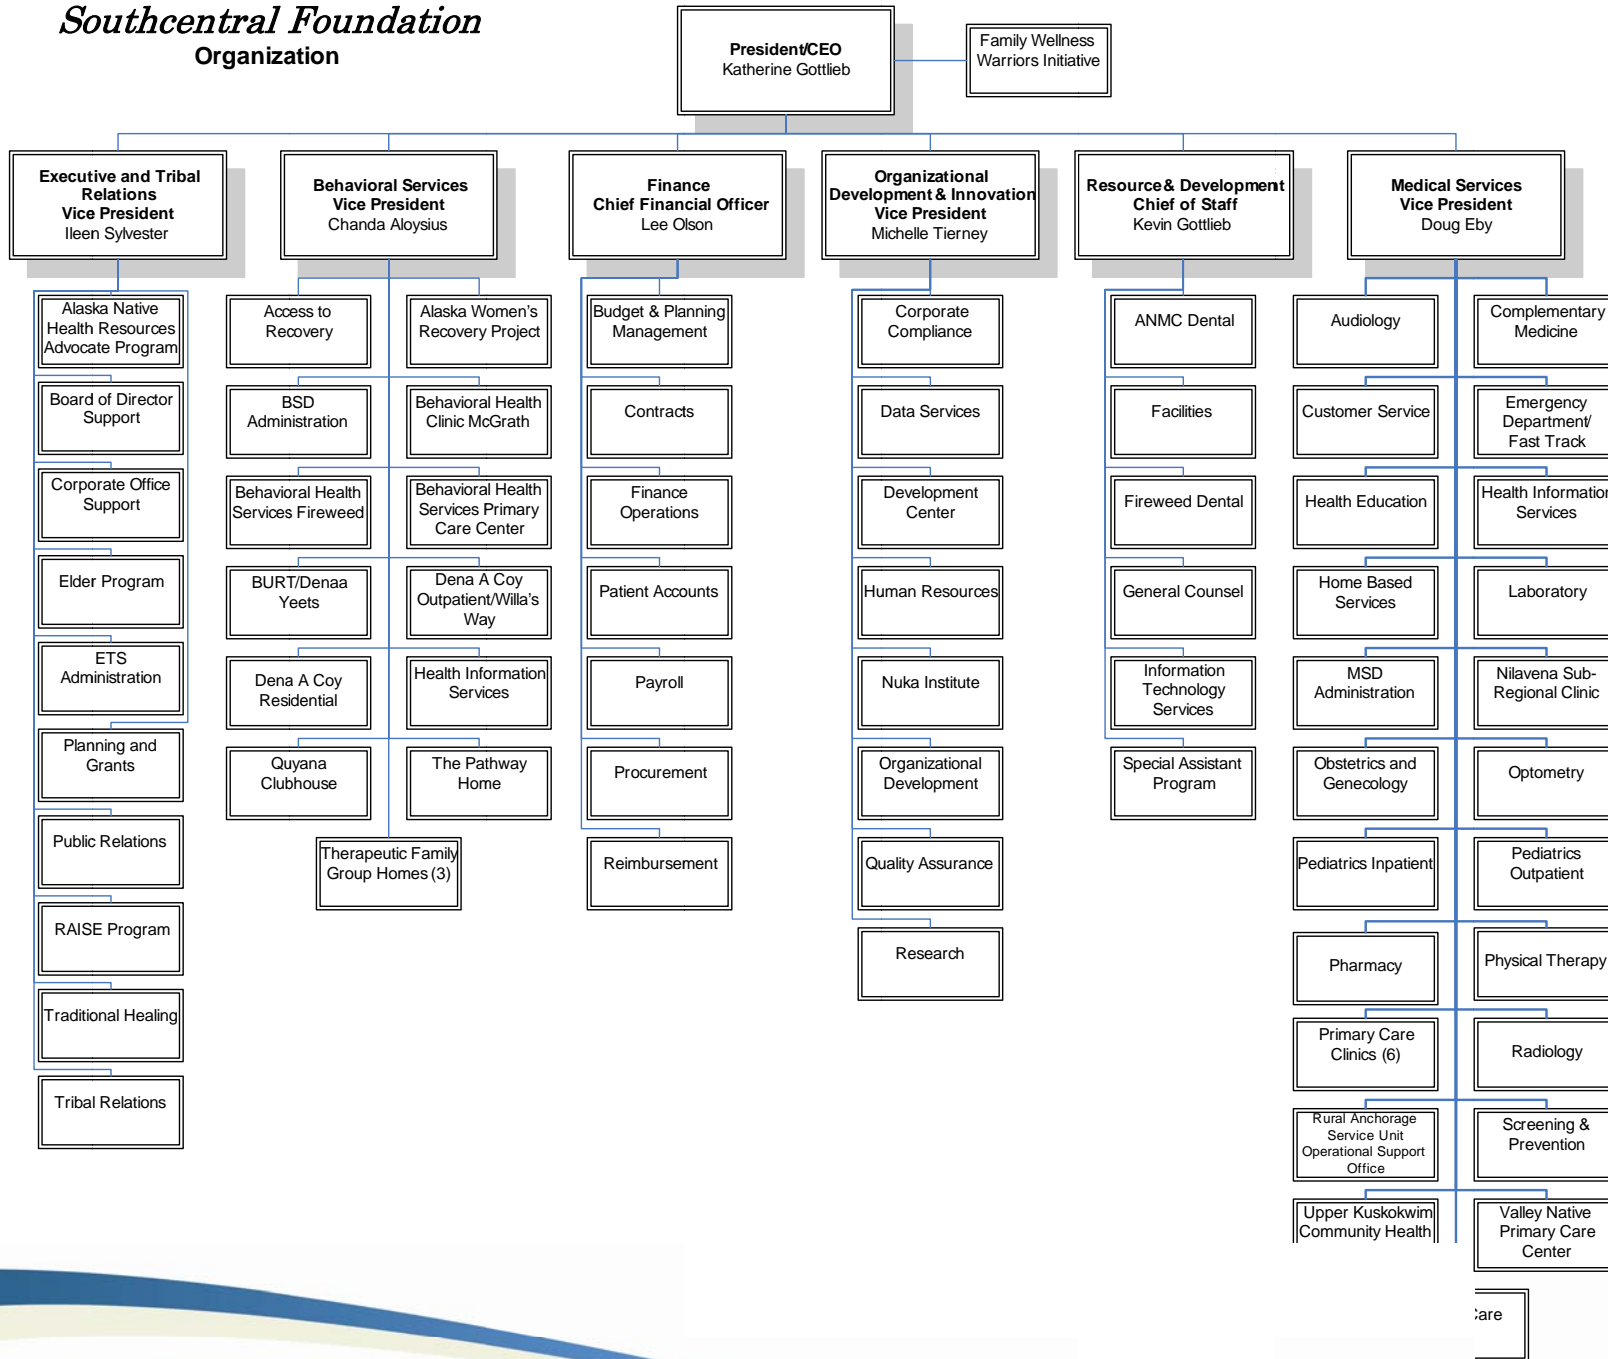 Southcentral Foundation
Organization
President/CEO
Katherine Gottlieb
Family Wellness
Warriors Initiative
Executive and Tribal
Relations
Vice President
Ileen Sylvester
Behavioral Services
Vice President
Chanda Aloysius
Finance
Chief Financial Officer
Lee Olson
Organizational
Development & Innovation
Vice President
Michelle Tierney
Resource & Development
Chief of Staff
Kevin Gottlieb
Medical Services
Vice President
Doug Eby
Alaska Native
Health Resources
Advocate Program
Board of Director
Support
Corporate Office
Support
Elder Program
ETS
Administration
Planning and
Grants
Public Relations
RAISE Program
Traditional Healing
Tribal Relations
Access to
Recovery
Alaska Women's
Recovery Project
BSD
Administration
Behavioral Health
Clinic McGrath
Behavioral Health
Services Fireweed
Behavioral Health
Services Primary
Care Center
BURT/Denaa
Yeets
Dena A Coy
Outpatient/Willa's
Way
Dena A Coy
Residential
Health Information
Services
Quyana
Clubhouse
The Pathway
Home
Therapeutic Family
Group Homes (3)
Budget & Planning
Management
Contracts
Finance
Operations
Patient Accounts
Payroll
Procurement
Reimbursement
Corporate
Compliance
Data Services
Development
Center
Human Resources
Nuka Institute
Organizational
Development
Quality Assurance
Research
ANMC Dental
Facilities
Fireweed Dental
General Counsel
Information
Technology
Services
Special Assistant
Program
Audiology
Complementary
Medicine
Customer Service
Emergency
Department/
Fast Track
Health Education
Health Information
Services
Home Based
Services
Laboratory
MSD
Administration
Nilavena Sub-
Regional Clinic
Obstetrics and
Genecology
Optometry
Pediatrics Inpatient
Pediatrics
Outpatient
Pharmacy
Physical Therapy
Primary Care
Clinics (6)
Radiology
Rural Anchorage
Service Unit
Operational Support
Office
Screening &
Prevention
Upper Kuskokwim
Community Health
Valley Native
Primary Care
Center